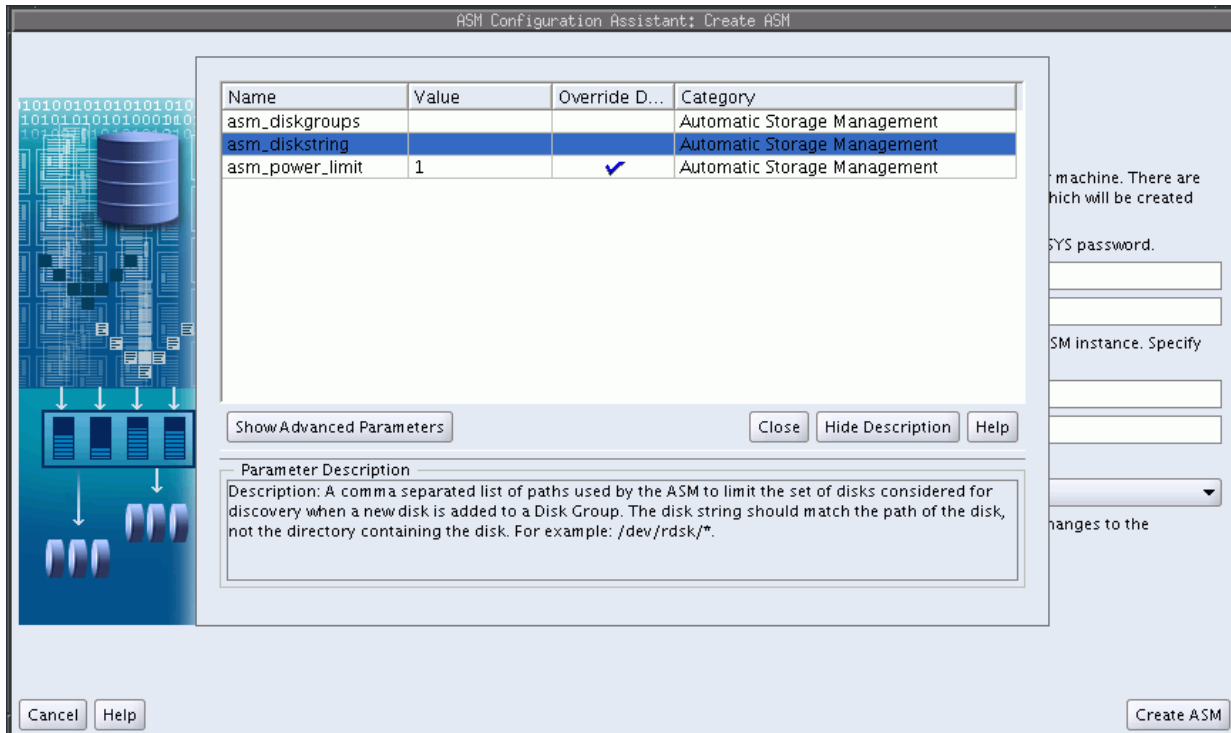 ASM Configuration Assistant: Create ASM
Name Value Override D... Category
asm_diskgroups Automatic Storage Management
asm_diskstring Automatic Storage Management
asm_power_limit 1 Automatic Storage Management
machine. There are
hich will be created
SYS password.
SM instance. Specify
hanges to the
Show Advanced Parameters Close Hide Description Help
Parameter Description
Description: A comma separated list of paths used by the ASM to limit the set of disks considered for
discovery when a new disk is added to a Disk Group. The disk string should match the path of the disk,
not the directory containing the disk. For example: /dev/rdsk/*.
Cancel Help Create ASM